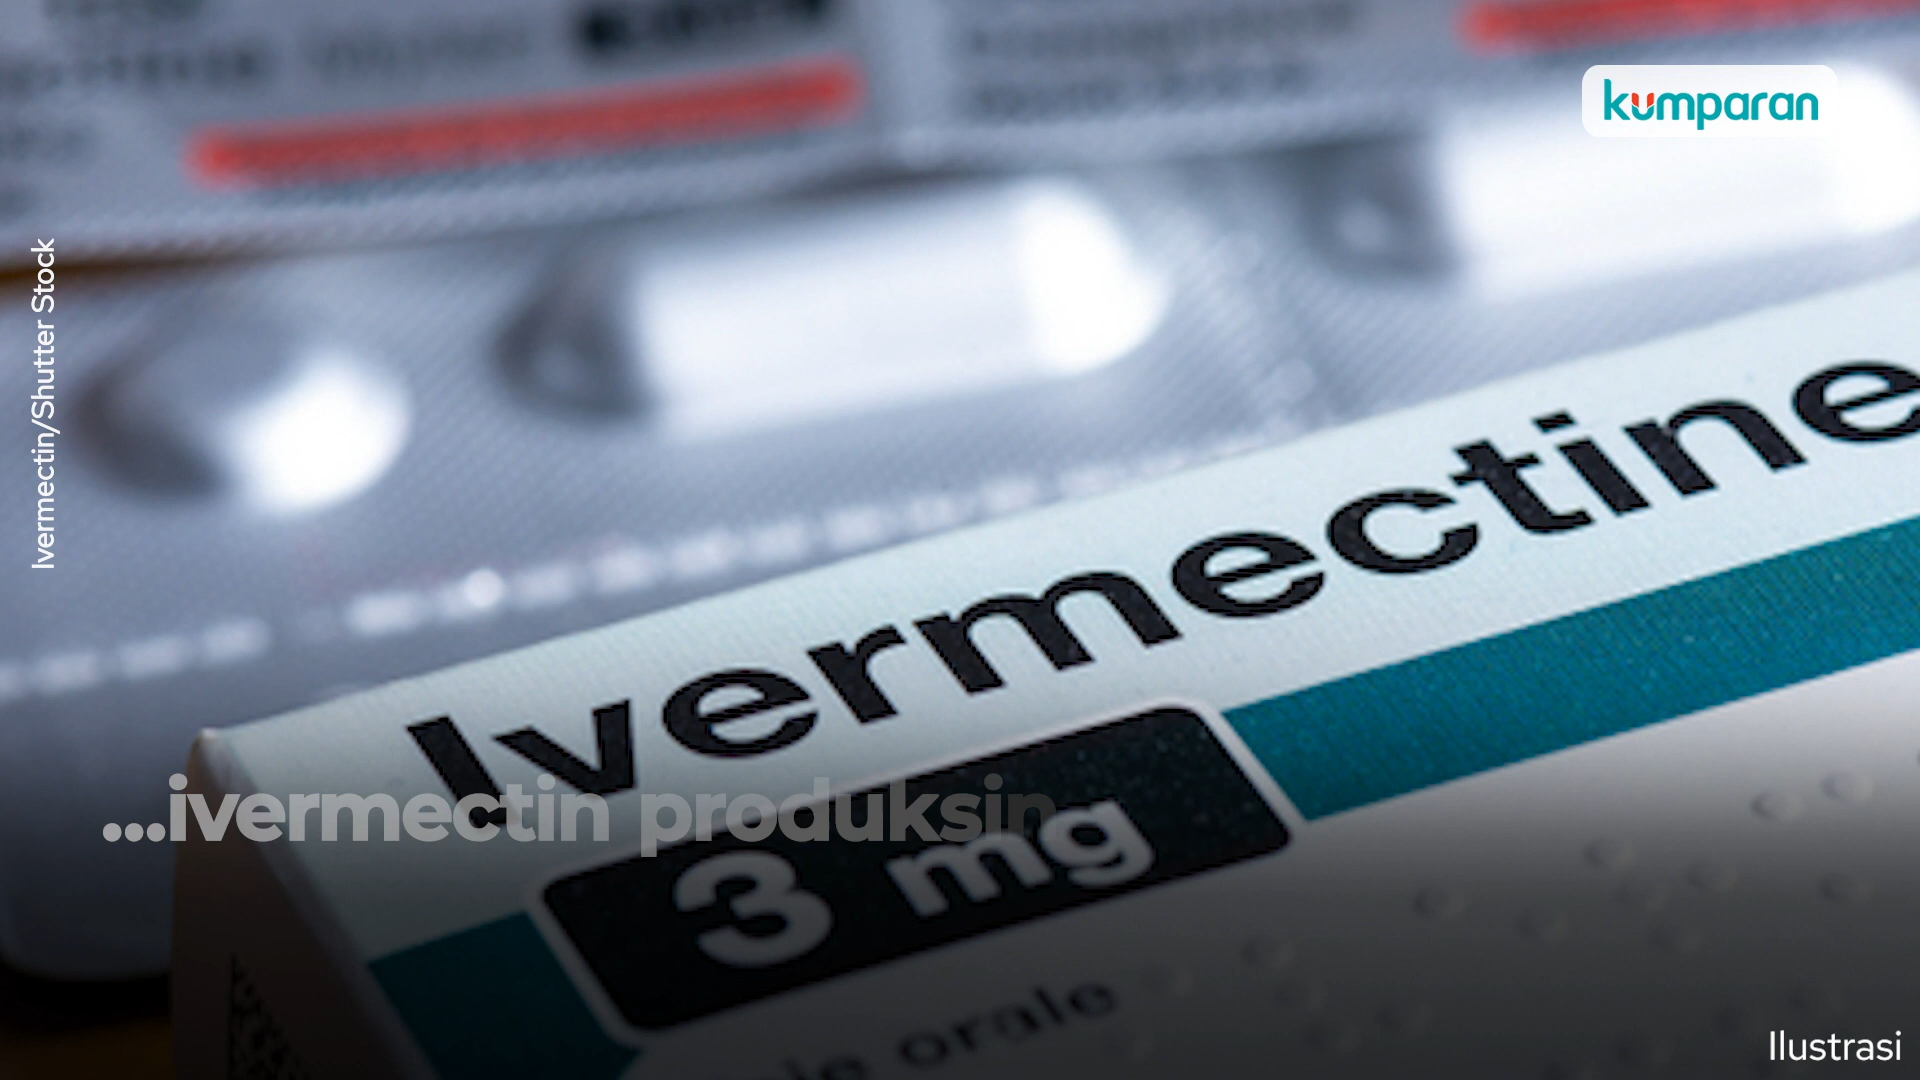 kumparan
Ivermectin/Shutter Stock
Ivermectine
3 mg
orale
...ivermectin produksin
Ilustrasi